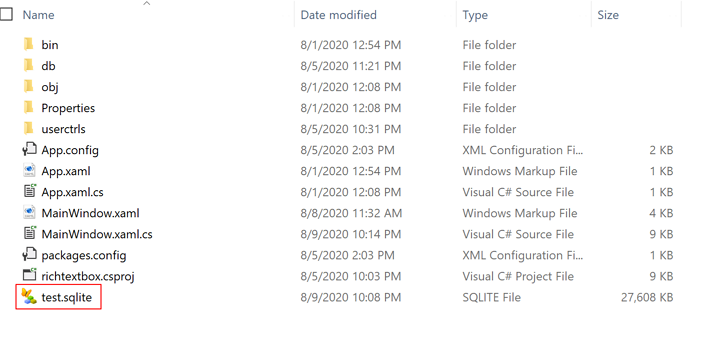 Name Date modified Type Size
bin 8/1/2020 12:54 PM File folder
db 8/5/2020 11:21 PM File folder
obj 8/1/2020 12:08 PM File folder
Properties 8/1/2020 12:08 PM File folder
userctrls 8/5/2020 10:31 PM File folder
App.config 8/5/2020 2:03 PM XML Configuration Fi... 2 KB
App.xaml 8/1/2020 12:54 PM Windows Markup File 1 KB
App.xaml.cs 8/1/2020 12:08 PM Visual C# Source File 1 KB
MainWindow.xaml 8/8/2020 11:32 AM Windows Markup File 4 KB
MainWindow.xaml.cs 8/9/2020 10:14 PM Visual C# Source File 9 KB
packages.config 8/5/2020 2:03 PM XML Configuration Fi... 1 KB
richtextbox.csproj 8/5/2020 10:03 PM Visual C# Project File 9 KB
test.sqlite 8/9/2020 10:08 PM SQLITE File 27,608 KB